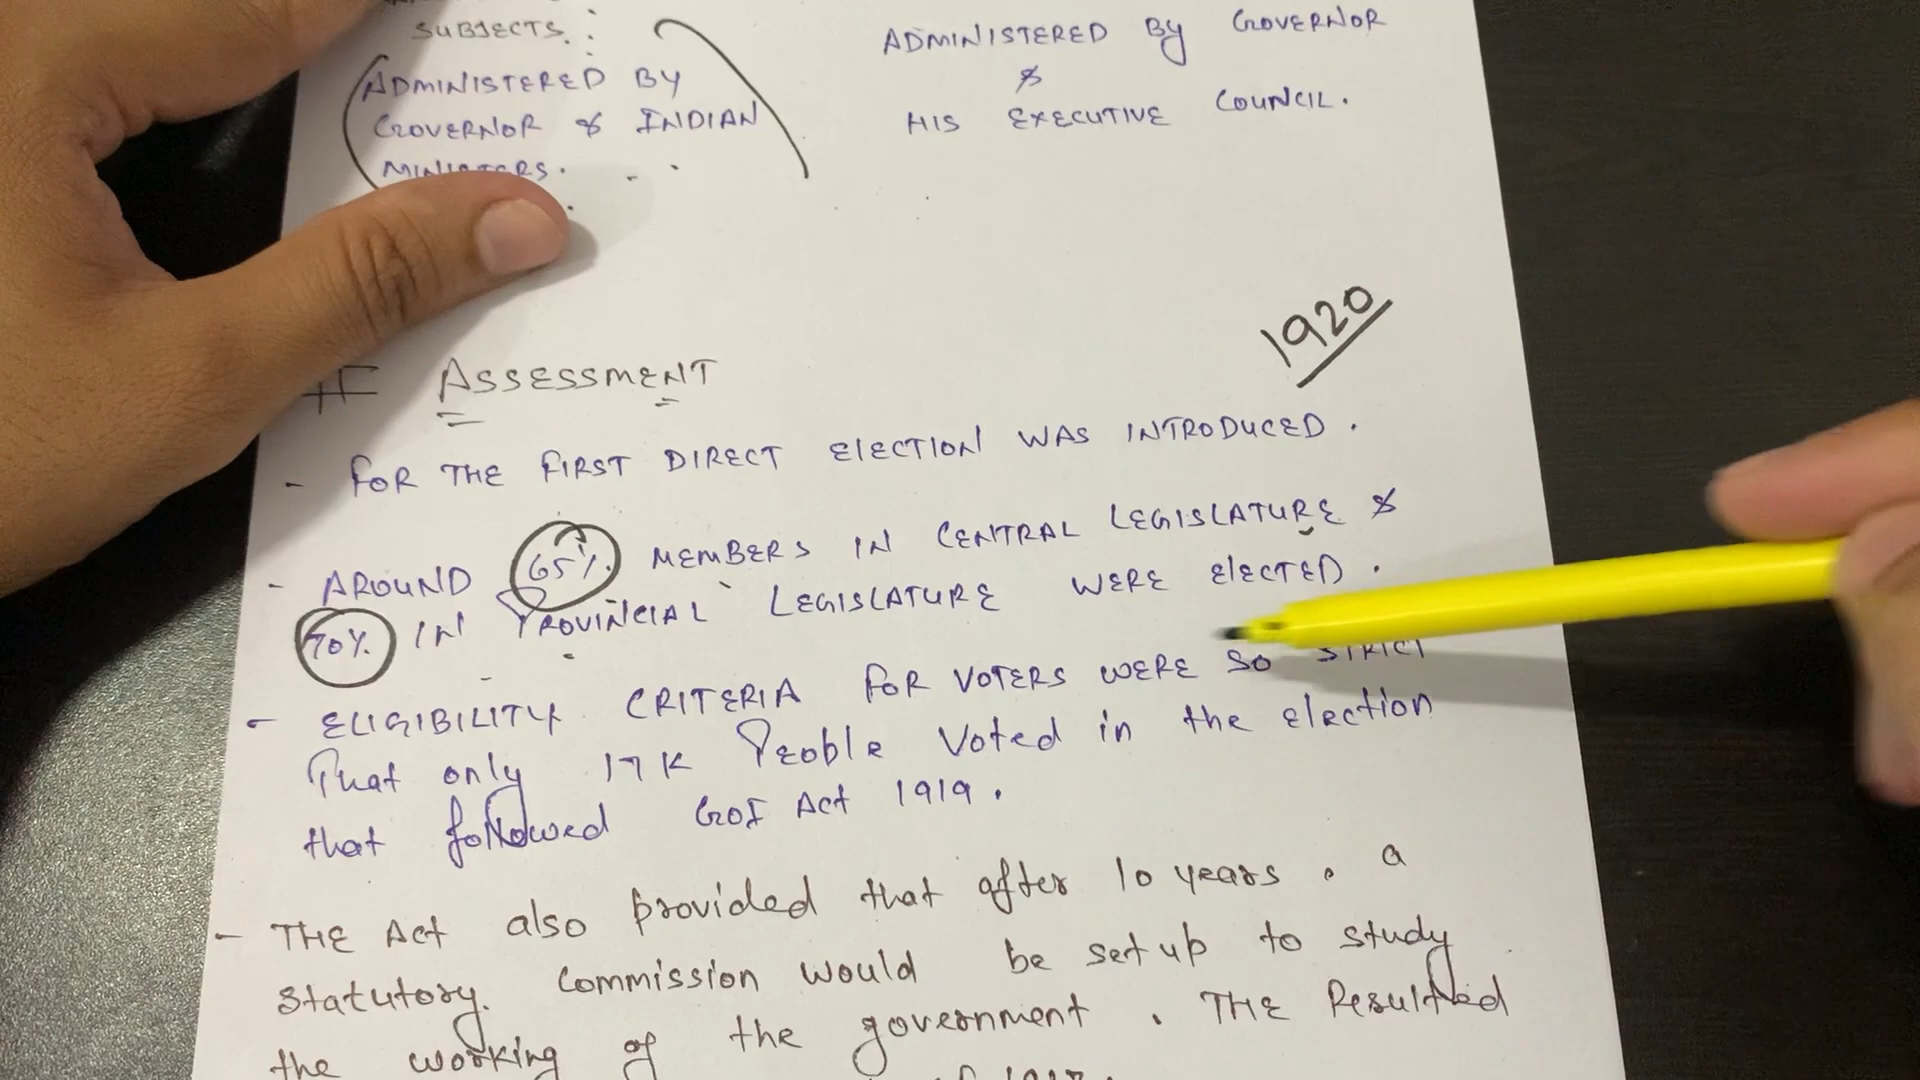 SUBJECTS :
ADMINISTERED BY
GOVERNOR & INDIAN
MINISTERS.
ADMINISTERED By GOVERNOR
&
HIS EXECUTIVE COUNCIL.
1920
# ASSESSMENT
- FOR THE FIRST DIRECT ElECTION WAS INTRODUCED.
- AROUND 65%. MEMBERS IN CENTRAL LEGISLATURE &
70%. IN PROVINCIAL LEGISLATURE WERE ElECTED.
- ELIGIBILITY CRITERIA FOR VOTERS WERE SO STRICT
That only 17K People Voted in the election
that followed GOI Act 1919.
- THE Act also provided that after 10 years, a
statutory. Commission would be set up to study
the working of the government. THE Resulted